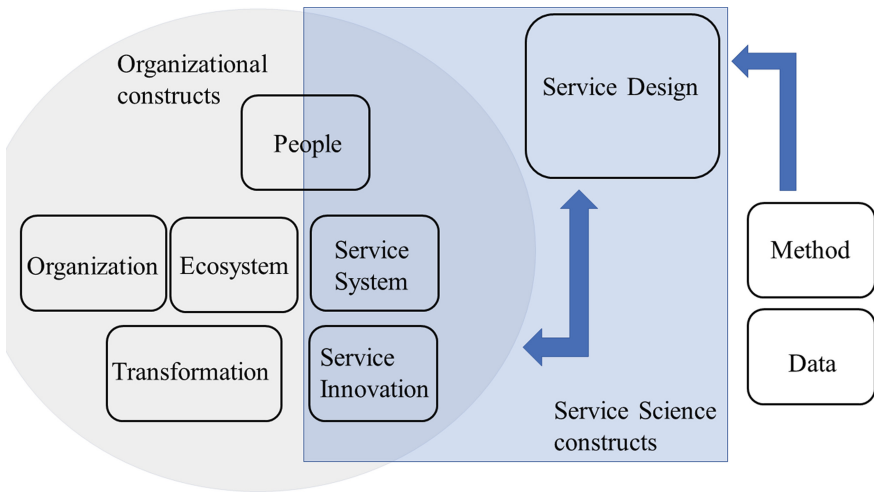 Organizational
constructs
Service Design
People
Organization
Ecosystem
Service
System
Method
Transformation
Service
Innovation
Data
Service Science
constructs